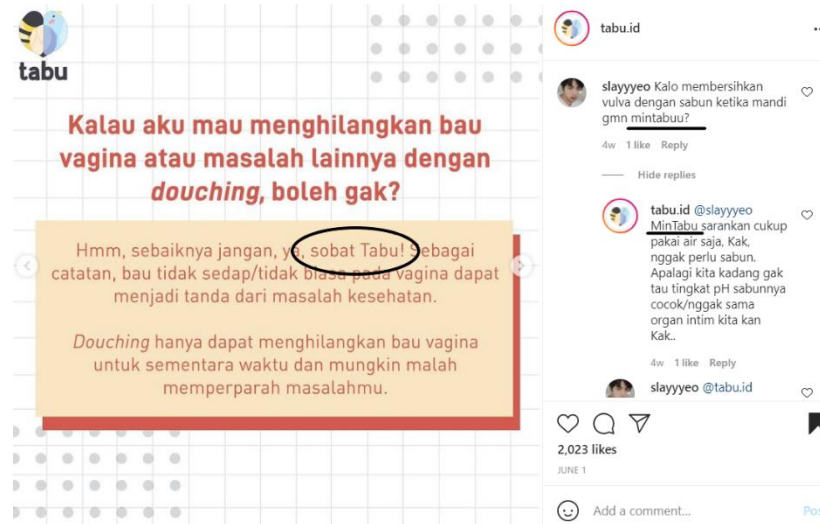 tabu
Kalau aku mau menghilangkan bau
vagina atau masalah lainnya dengan
douching, boleh gak?
Hmm, sebaiknya jangan, ya, sobat Tabu! Sebagai
catatan, bau tidak sedap/tidak biasa pada vagina dapat
menjadi tanda dari masalah kesehatan.
Douching hanya dapat menghilangkan bau vagina
untuk sementara waktu dan mungkin malah
memperparah masalahmu.
tabu.id
slayyyeo Kalo membersihkan
vulva dengan sabun ketika mandi
gmn mintabuu?
4w 1 like Reply
Hide replies
tabu.id @slayyyeo
MinTabu sarankan cukup
pakai air saja, Kak,
nggak perlu sabun.
Apalagi kita kadang gak
tau tingkat pH sabunnya
cocok/nggak sama
organ intim kita kan
Kak..
4w 1 like Reply
slayyyeo @tabu.id
2,023 likes
JUNE 1
Add a comment...
Pos